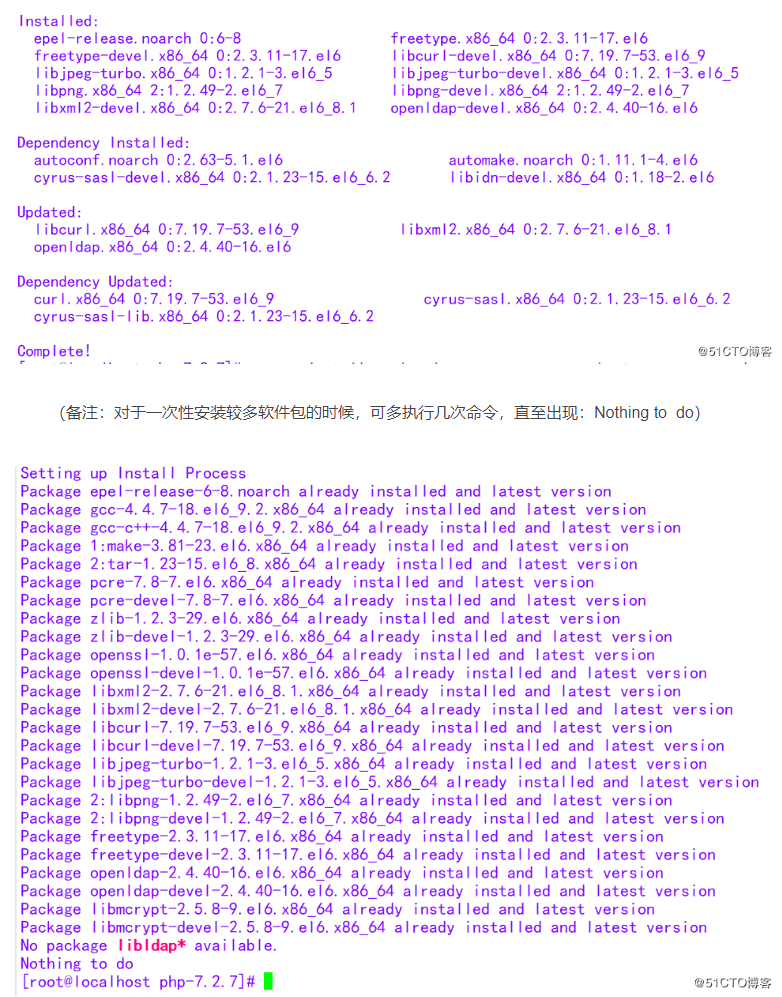 Installed:
epel-release.noarch 0:6-8 freetype.x86_64 0:2.3.11-17.el6
freetype-devel.x86_64 0:2.3.11-17.el6 libcurl-devel.x86_64 0:7.19.7-53.el6_9
libjpeg-turbo.x86_64 0:1.2.1-3.el6_5 libjpeg-turbo-devel.x86_64 0:1.2.1-3.el6_5
libpng.x86_64 2:1.2.49-2.el6_7 libpng-devel.x86_64 2:1.2.49-2.el6_7
libxml2-devel.x86_64 0:2.7.6-21.el6_8.1 openldap-devel.x86_64 0:2.4.40-16.el6
Dependency Installed:
autoconf.noarch 0:2.63-5.1.el6 automake.noarch 0:1.11.1-4.el6
cyrus-sasl-devel.x86_64 0:2.1.23-15.el6_6.2 libidn-devel.x86_64 0:1.18-2.el6
Updated:
libcurl.x86_64 0:7.19.7-53.el6_9 libxml2.x86_64 0:2.7.6-21.el6_8.1
openldap.x86_64 0:2.4.40-16.el6
Dependency Updated:
curl.x86_64 0:7.19.7-53.el6_9 cyrus-sasl.x86_64 0:2.1.23-15.el6_6.2
cyrus-sasl-lib.x86_64 0:2.1.23-15.el6_6.2
Complete!
@51CTO博客
（备注：对于一次性安装较多软件包的时候，可多执行几次命令，直至出现：Nothing to do）
Setting up Install Process
Package epel-release-6-8.noarch already installed and latest version
Package gcc-4.4.7-18.el6_9.2.x86_64 already installed and latest version
Package gcc-c++-4.4.7-18.el6_9.2.x86_64 already installed and latest version
Package 1:make-3.81-23.el6.x86_64 already installed and latest version
Package 2:tar-1.23-15.el6_8.x86_64 already installed and latest version
Package pcre-7.8-7.el6.x86_64 already installed and latest version
Package pcre-devel-7.8-7.el6.x86_64 already installed and latest version
Package zlib-1.2.3-29.el6.x86_64 already installed and latest version
Package zlib-devel-1.2.3-29.el6.x86_64 already installed and latest version
Package openssl-1.0.1e-57.el6.x86_64 already installed and latest version
Package openssl-devel-1.0.1e-57.el6.x86_64 already installed and latest version
Package libxml2-2.7.6-21.el6_8.1.x86_64 already installed and latest version
Package libxml2-devel-2.7.6-21.el6_8.1.x86_64 already installed and latest version
Package libcurl-7.19.7-53.el6_9.x86_64 already installed and latest version
Package libcurl-devel-7.19.7-53.el6_9.x86_64 already installed and latest version
Package libjpeg-turbo-1.2.1-3.el6_5.x86_64 already installed and latest version
Package libjpeg-turbo-devel-1.2.1-3.el6_5.x86_64 already installed and latest version
Package 2:libpng-1.2.49-2.el6_7.x86_64 already installed and latest version
Package 2:libpng-devel-1.2.49-2.el6_7.x86_64 already installed and latest version
Package freetype-2.3.11-17.el6.x86_64 already installed and latest version
Package freetype-devel-2.3.11-17.el6.x86_64 already installed and latest version
Package openldap-2.4.40-16.el6.x86_64 already installed and latest version
Package openldap-devel-2.4.40-16.el6.x86_64 already installed and latest version
Package libmcrypt-2.5.8-9.el6.x86_64 already installed and latest version
Package libmcrypt-devel-2.5.8-9.el6.x86_64 already installed and latest version
No package libldap* available.
Nothing to do
[root@localhost php-7.2.7]#
@51CTO博客